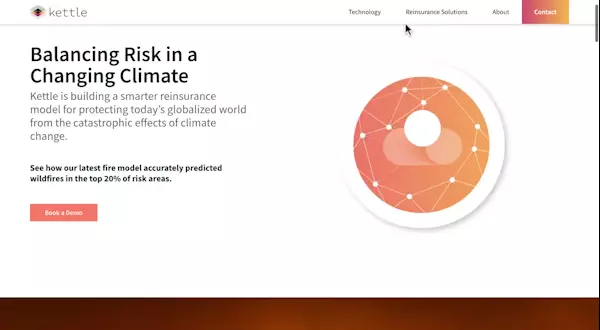 kettle
Technology
Reinsurance Solutions
About
Contact
Balancing Risk in a
Changing Climate
Kettle is building a smarter reinsurance
model for protecting today's globalized world
from the catastrophic effects of climate
change.
See how our latest fire model accurately predicted
wildfires in the top 20% of risk areas.
Book a Demo